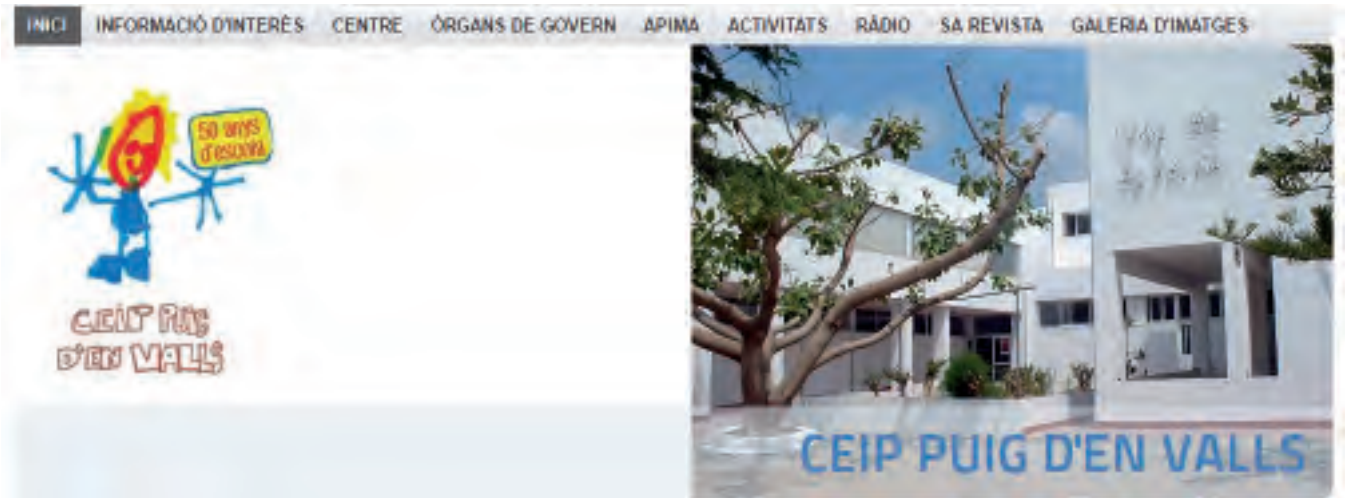 INICI INFORMACIÓ D'INTERÈS CENTRE ÒRGANS DE GOVERN APIMA ACTIVITATS RÀDIO SA REVISTA GALERIA D'IMATGES
50 anys
d'escola
CEIP PUIG
D'EN VALLS
CEIP PUIG D'EN VALLS